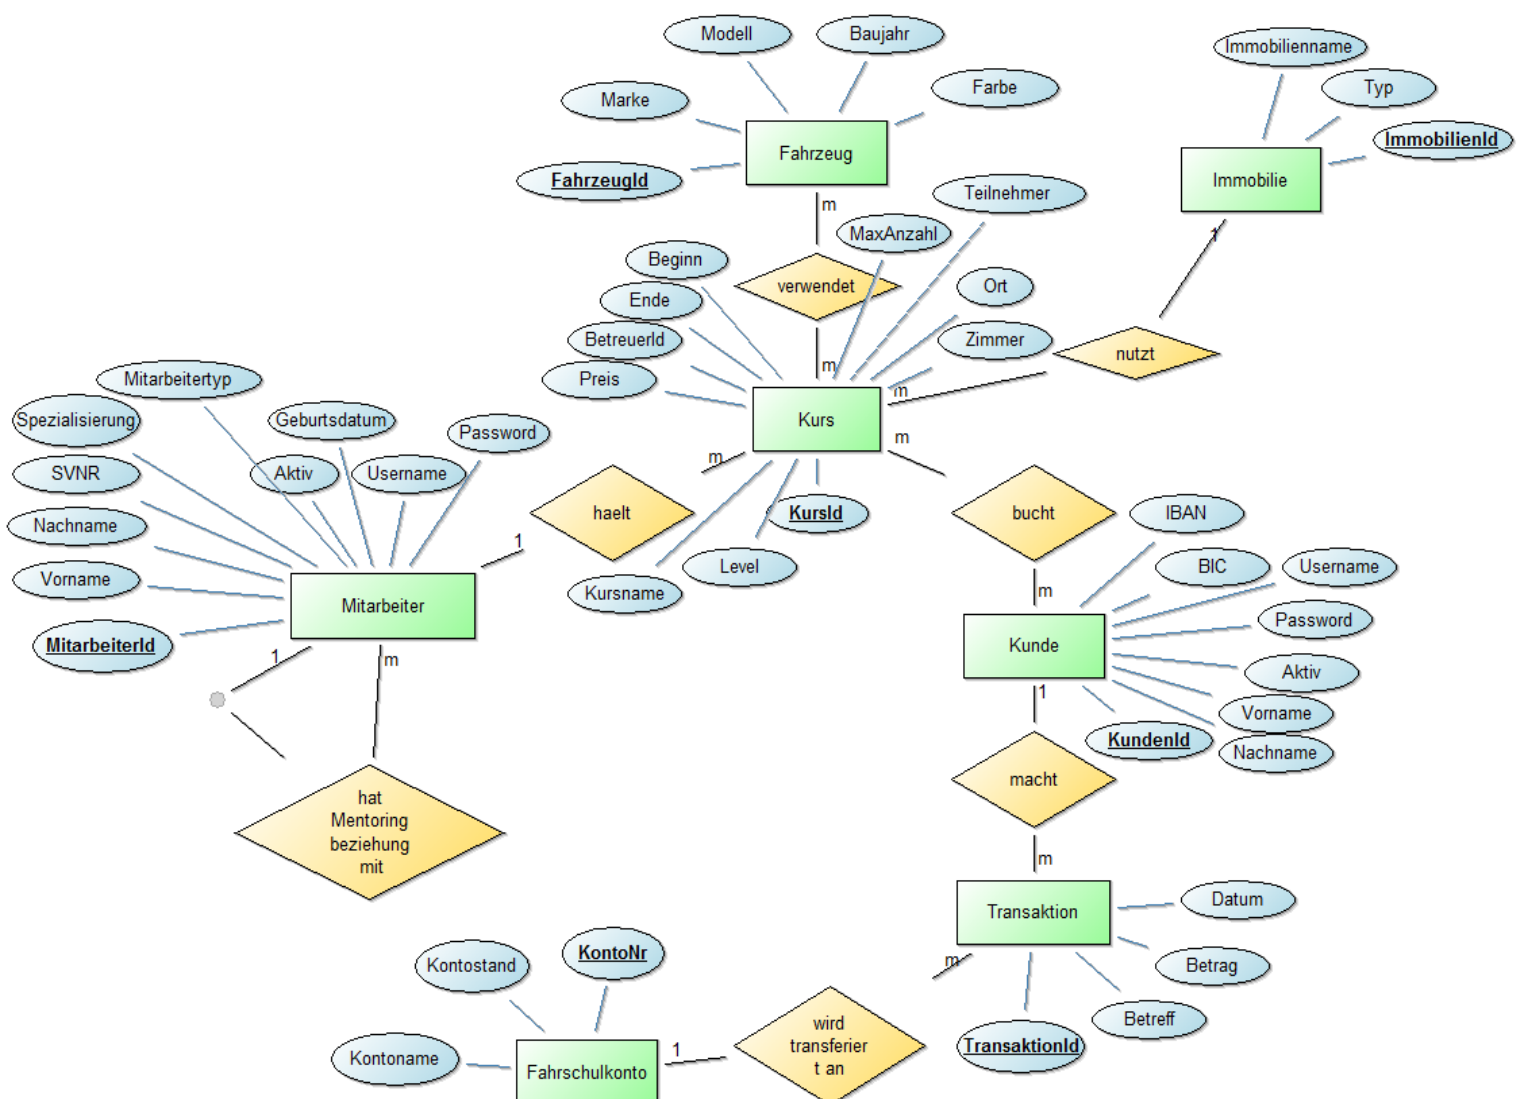 Modell
Baujahr
Immobilienname
Marke
Farbe
Typ
ImmobilienId
Fahrzeug
FahrzeugId
Immobilie
m
Teilnehmer
MaxAnzahl
1
Beginn
verwendet
Ort
Ende
BetreuerId
Zimmer
nutzt
m
Preis
m
Mitarbeitertyp
Spezialisierung
Geburtsdatum
Password
Kurs
m
m
SVNR
Aktiv
Username
haelt
KursId
bucht
IBAN
Nachname
1
Level
BIC
Username
Vorname
Kursname
m
Mitarbeiter
Password
MitarbeiterId
Kunde
1
m
Aktiv
1
Vorname
KundenId
Nachname
macht
hat
Mentoring
beziehung
mit
m
Datum
Transaktion
KontoNr
Kontostand
m
Betrag
Betreff
wird
transferier
t an
TransaktionId
1
Kontoname
Fahrschulkonto